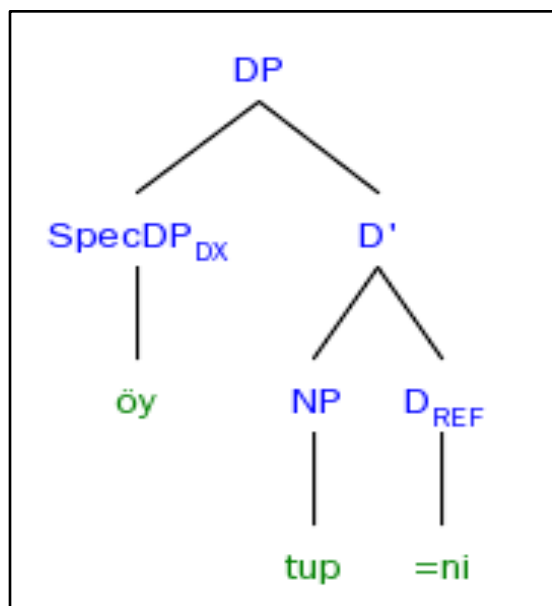 DP
SpecDP_DX D'
öy NP D_REF
tup =ni